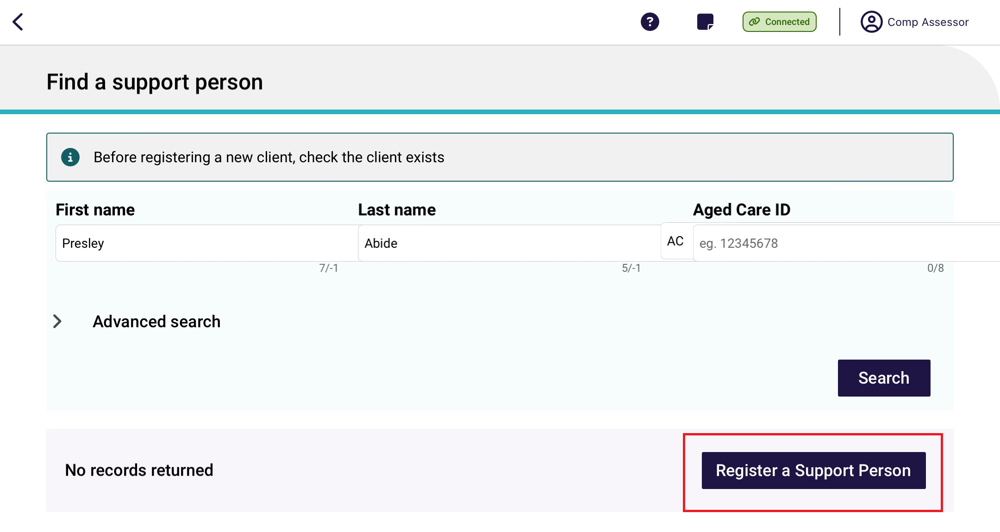 Connected
Comp Assessor
Find a support person
Before registering a new client, check the client exists
First name
Last name
Aged Care ID
Presley
Abide
AC
eg. 12345678
7/-1
5/-1
0/8
Advanced search
Search
No records returned
Register a Support Person